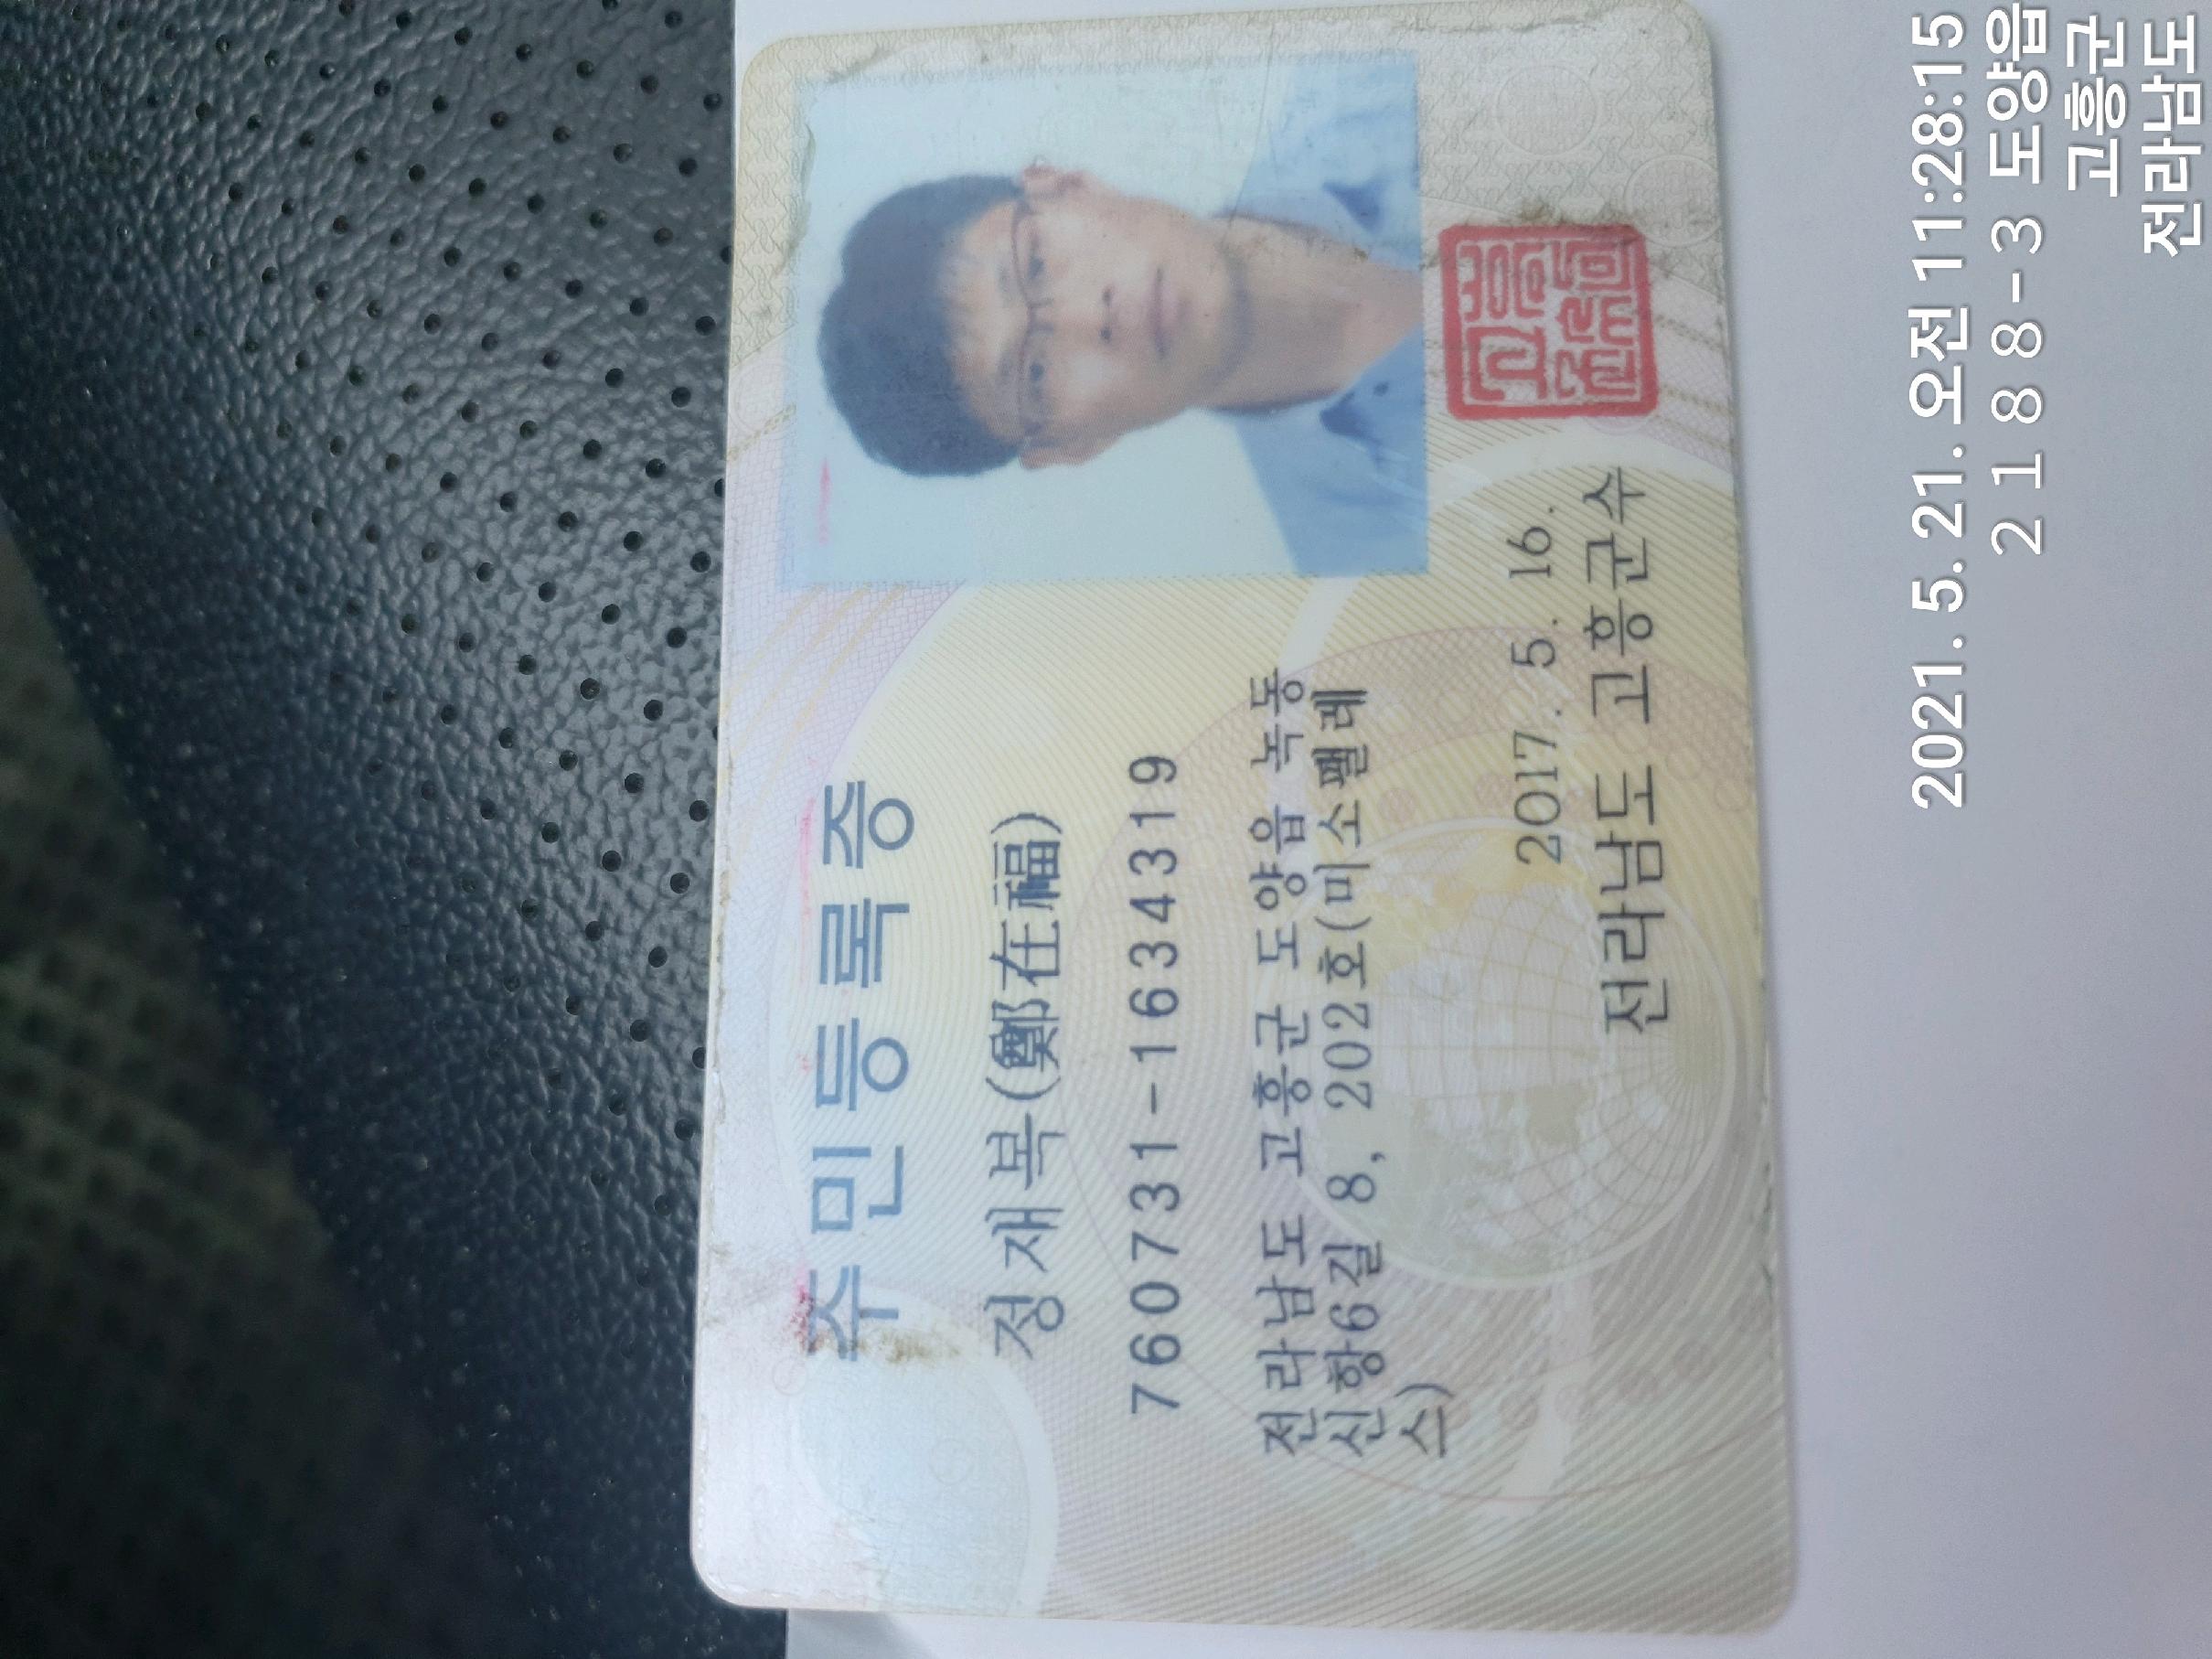 주민등록증
정재복(鄭在福)
760731-1634319
전라남도 고흥군 도양읍 녹동
신항6길 8, 202호(미소팰레
스)
2017. 5. 16.
전라남도 고흥군수
2021. 5. 21. 오전 11:28:15
2188-3 도양읍
고흥군
전라남도